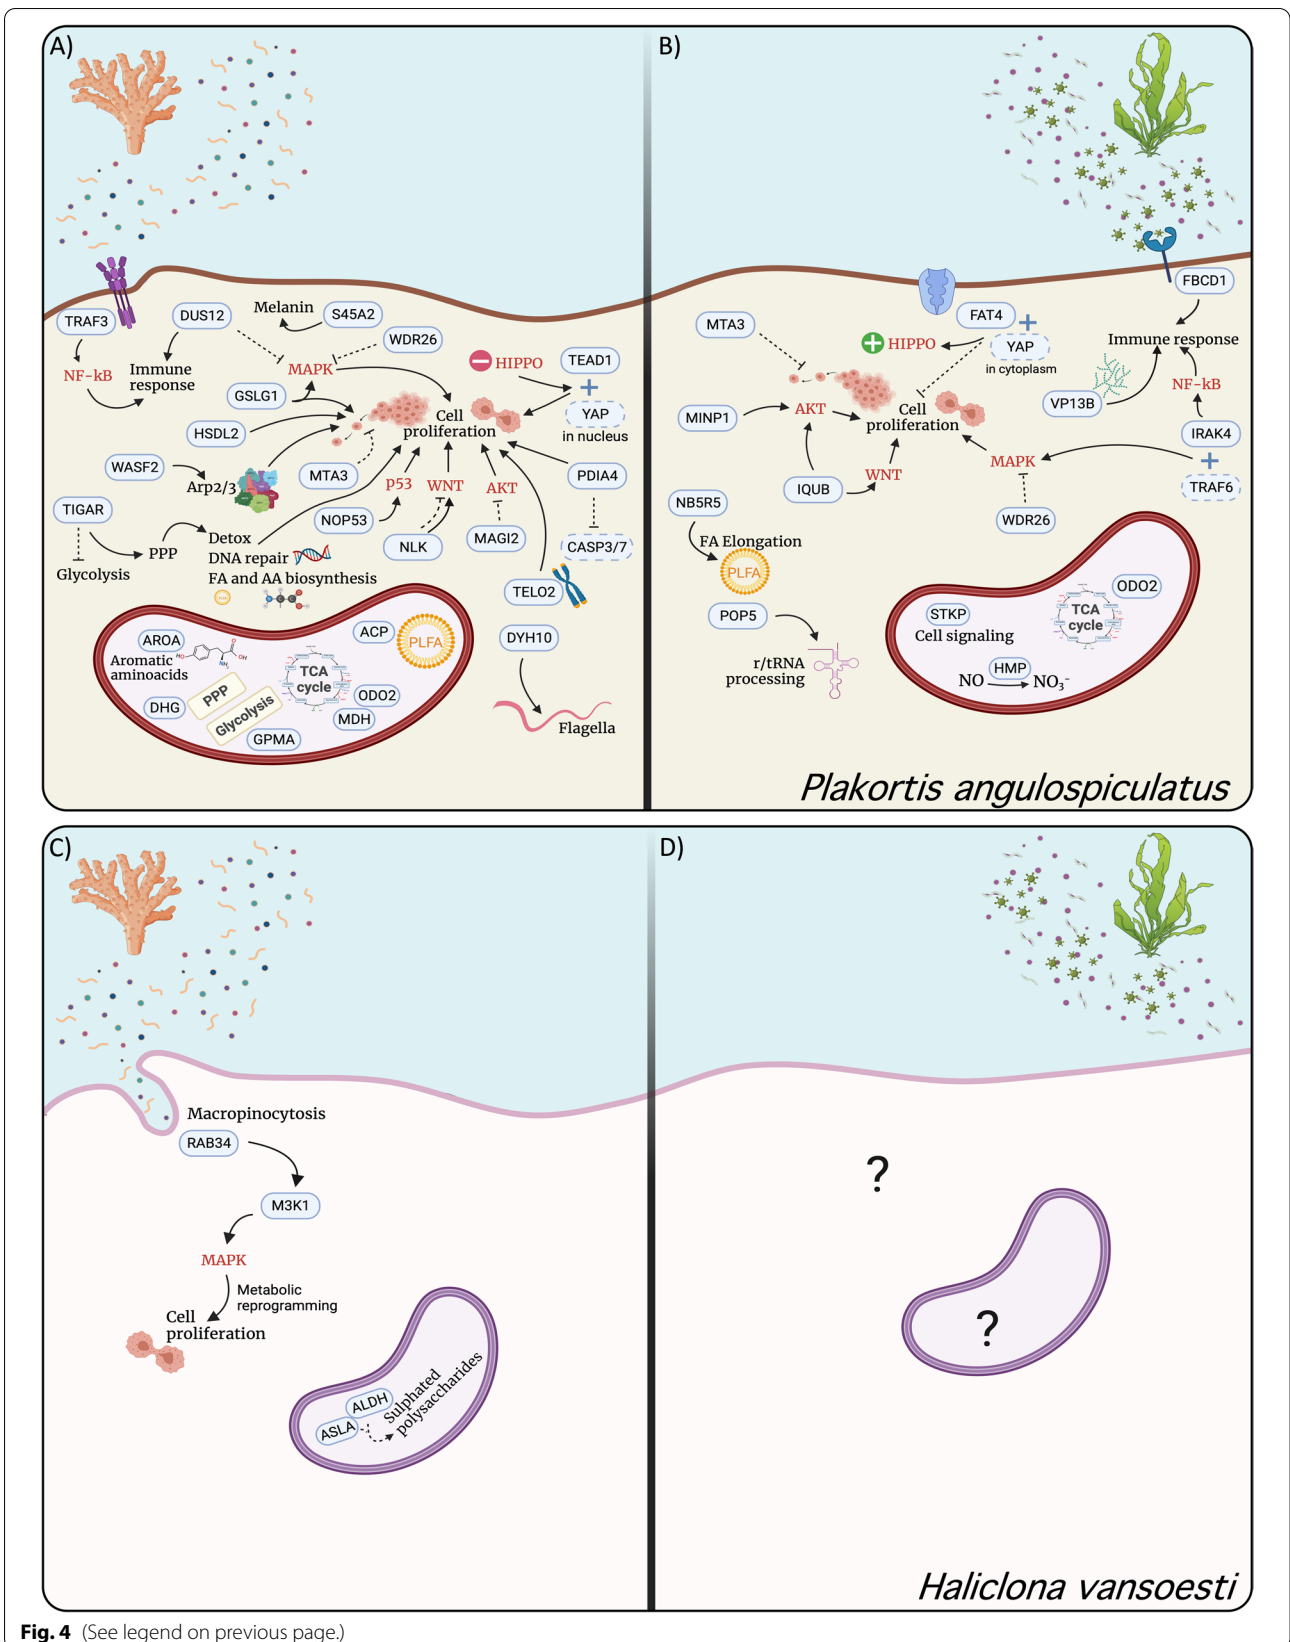 A)
TRAF3
NF-kB
DUS12
Immune
response
Melanin
S45A2
WDR26
MAPK
GSLG1
HSDL2
WASF2
Arp2/3
MTA3
HIPPO
TEAD1
YAP
in nucleus
Cell
proliferation
p53
WNT
AKT
PDIA4
CASP3/7
NOP53
NLK
MAGI2
TIGAR
Glycolysis
PPP
Detox
DNA repair
FA and AA biosynthesis
TELO2
DYH10
Flagella
AROA
Aromatic
aminoacids
OH
ACP
PLFA
TCA
cycle
PPP
Glycolysis
DHG
ODO2
MDH
GPMA
B)
FBCD1
FAT4
HIPPO
YAP
in cytoplasm
MTA3
Immune response
VP13B
NF-kB
IRAK4
TRAF6
MINP1
AKT
Cell
proliferation
WNT
MAPK
IQUB
WDR26
NB5R5
FA Elongation
PLFA
POP5
r/tRNA
processing
STKP
Cell signaling
TCA
cycle
ODO2
NO
HMP
NO₃⁻
Plakortis angulospiculatus
C)
Macropinocytosis
RAB34
M3K1
MAPK
Metabolic
reprogramming
Cell
proliferation
ALDH
ASLA
Sulphated
polysaccharides
D)
?
?
Haliclona vansoesti
Fig. 4 (See legend on previous page.)